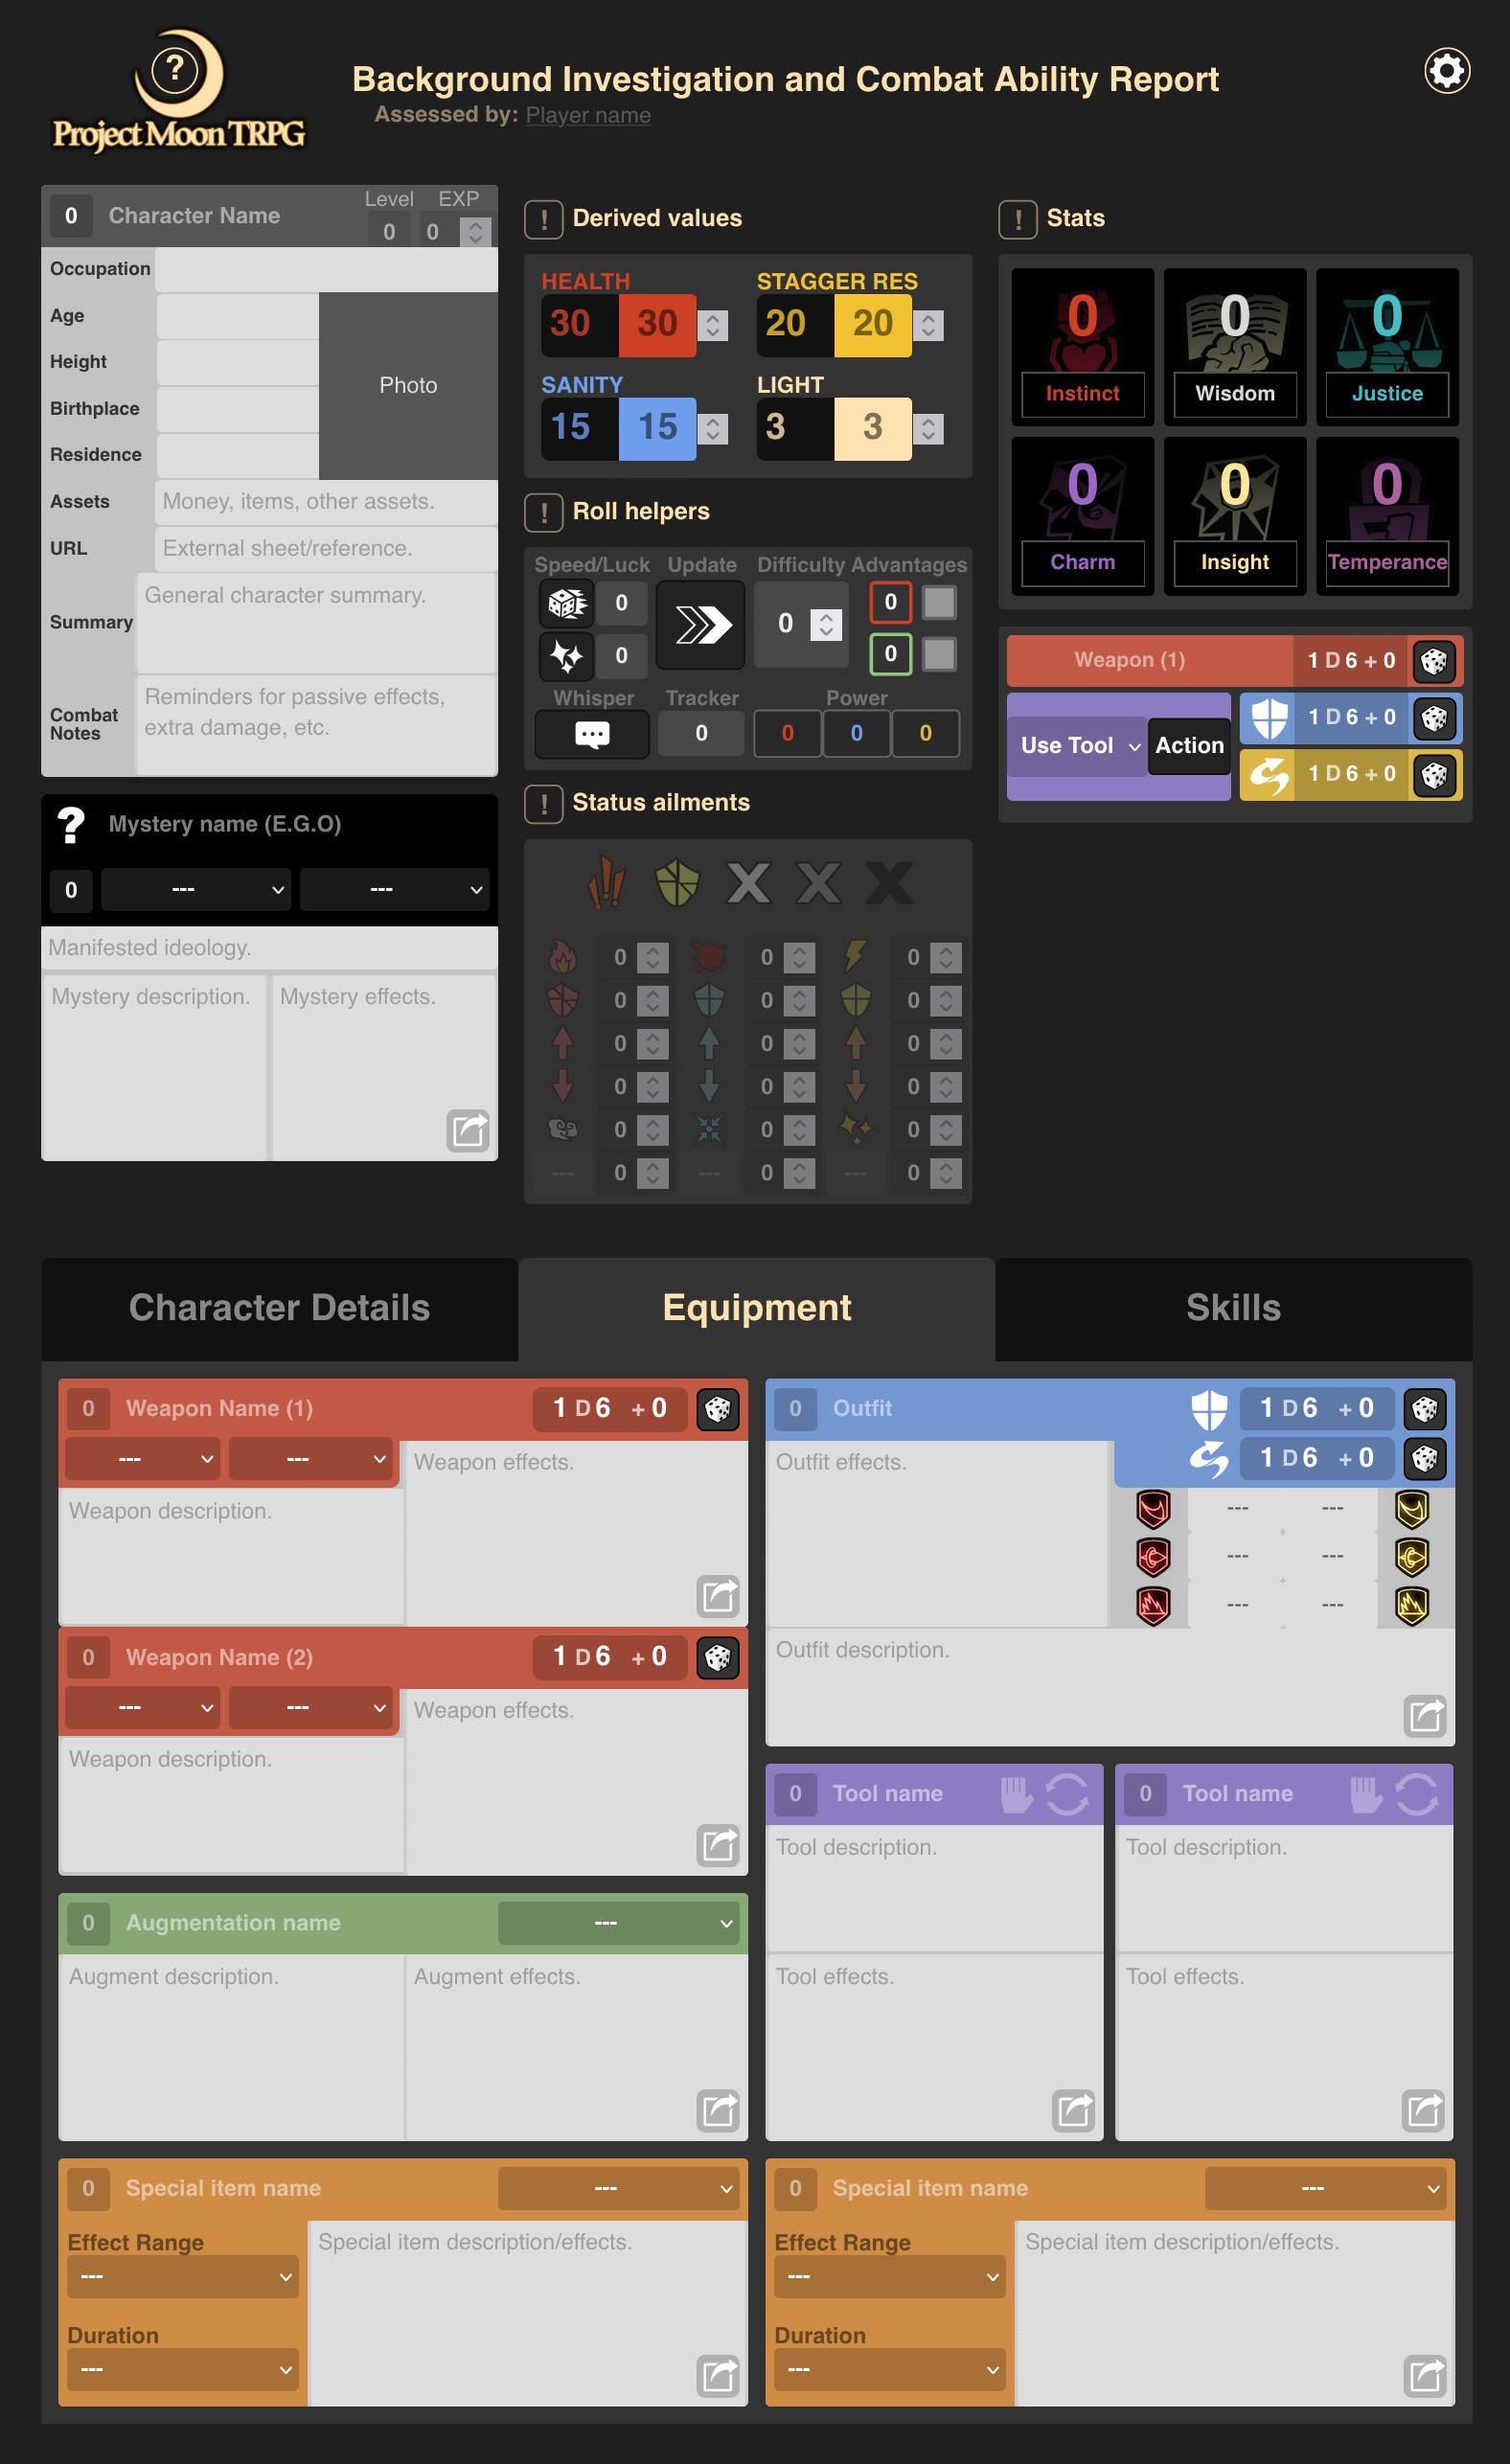 ?
Project Moon TRPG
Background Investigation and Combat Ability Report
Assessed by: Player name
0 Character Name
Level EXP
0 0
Occupation
Age
Height
Birthplace
Residence
Photo
Assets Money, items, other assets.
URL External sheet/reference.
Summary General character summary.
Combat Notes
Reminders for passive effects,
extra damage, etc.
? Mystery name (E.G.O)
0 --- ---
Manifested ideology.
Mystery description. Mystery effects.
! Derived values
HEALTH STAGGER RES
30 30 20 20
SANITY LIGHT
15 15 3 3
! Roll helpers
Speed/Luck Update Difficulty Advantages
0 0 0
0 0
Whisper Tracker Power
0 0 0 0
! Status ailments
0 0 0
0 0 0
0 0 0
0 0 0
0 0 0
--- 0 --- 0 --- 0
! Stats
0 0 0
Instinct Wisdom Justice
0 0 0
Charm Insight Temperance
Weapon (1) 1 D 6 + 0
Use Tool Action
1 D 6 + 0
1 D 6 + 0
Character Details Equipment Skills
0 Weapon Name (1) 1 D 6 + 0
--- ---
Weapon effects.
Weapon description.
0 Weapon Name (2) 1 D 6 + 0
--- ---
Weapon effects.
Weapon description.
0 Augmentation name ---
Augment description. Augment effects.
0 Special item name ---
Effect Range
---
Duration
---
Special item description/effects.
0 Outfit 1 D 6 + 0
1 D 6 + 0
Outfit effects.
--- ---
--- ---
--- ---
Outfit description.
0 Tool name
Tool description.
Tool effects.
0 Tool name
Tool description.
Tool effects.
0 Special item name ---
Effect Range
---
Duration
---
Special item description/effects.